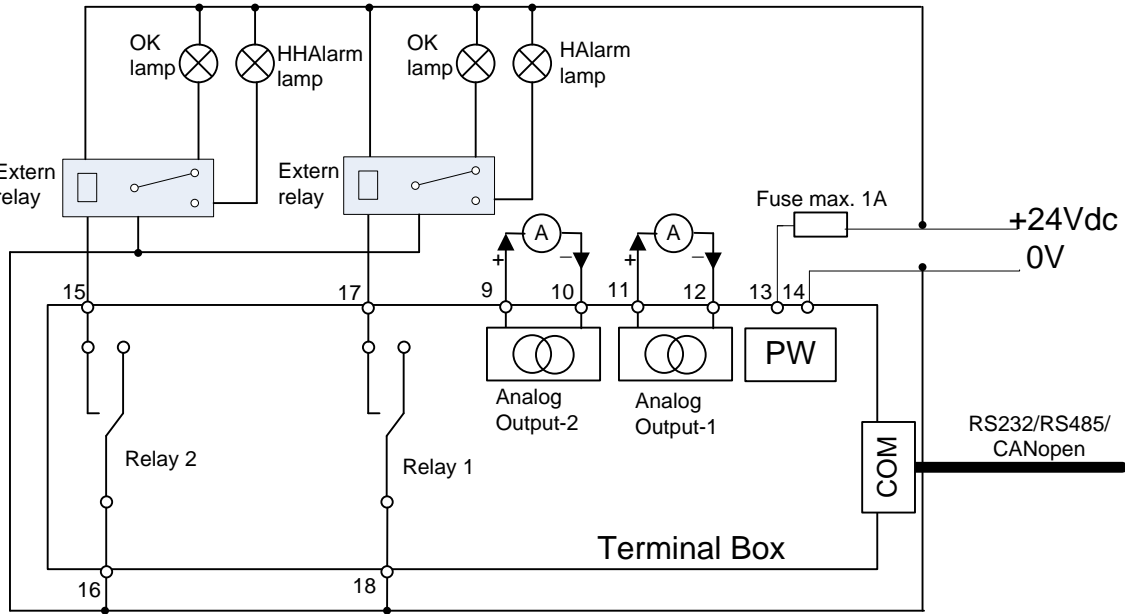 OK
lamp
HHAlarm
lamp
OK
lamp
HAlarm
lamp
Extern
relay
Extern
relay
Fuse max. 1A
+24Vdc
0V
A
+
–
A
+
–
15
17
9
10
11
12
13
14
PW
Analog
Output-2
Analog
Output-1
Relay 2
Relay 1
COM
RS232/RS485/
CANopen
Terminal Box
16
18